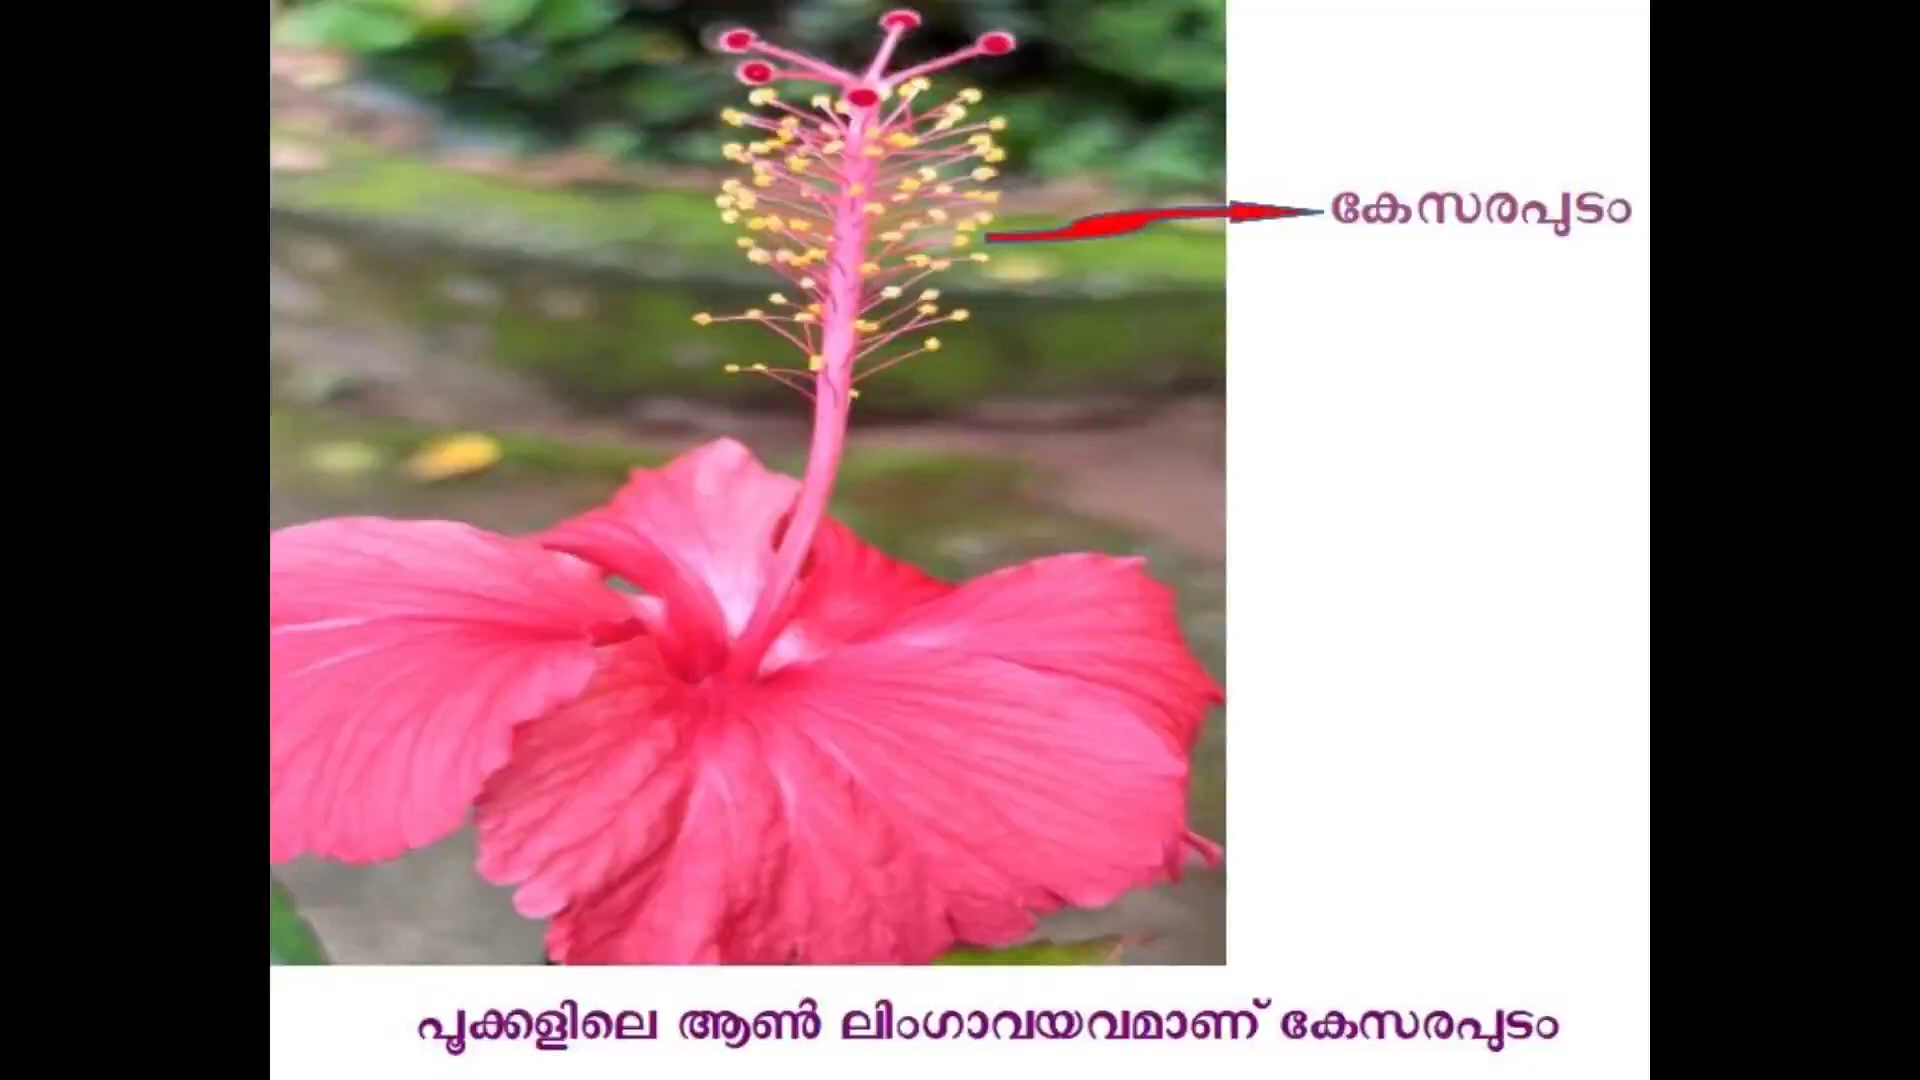 കേസരപുടം
പൂക്കളിലെ ആൺ ലിംഗാവയവമാണ് കേസരപുടം